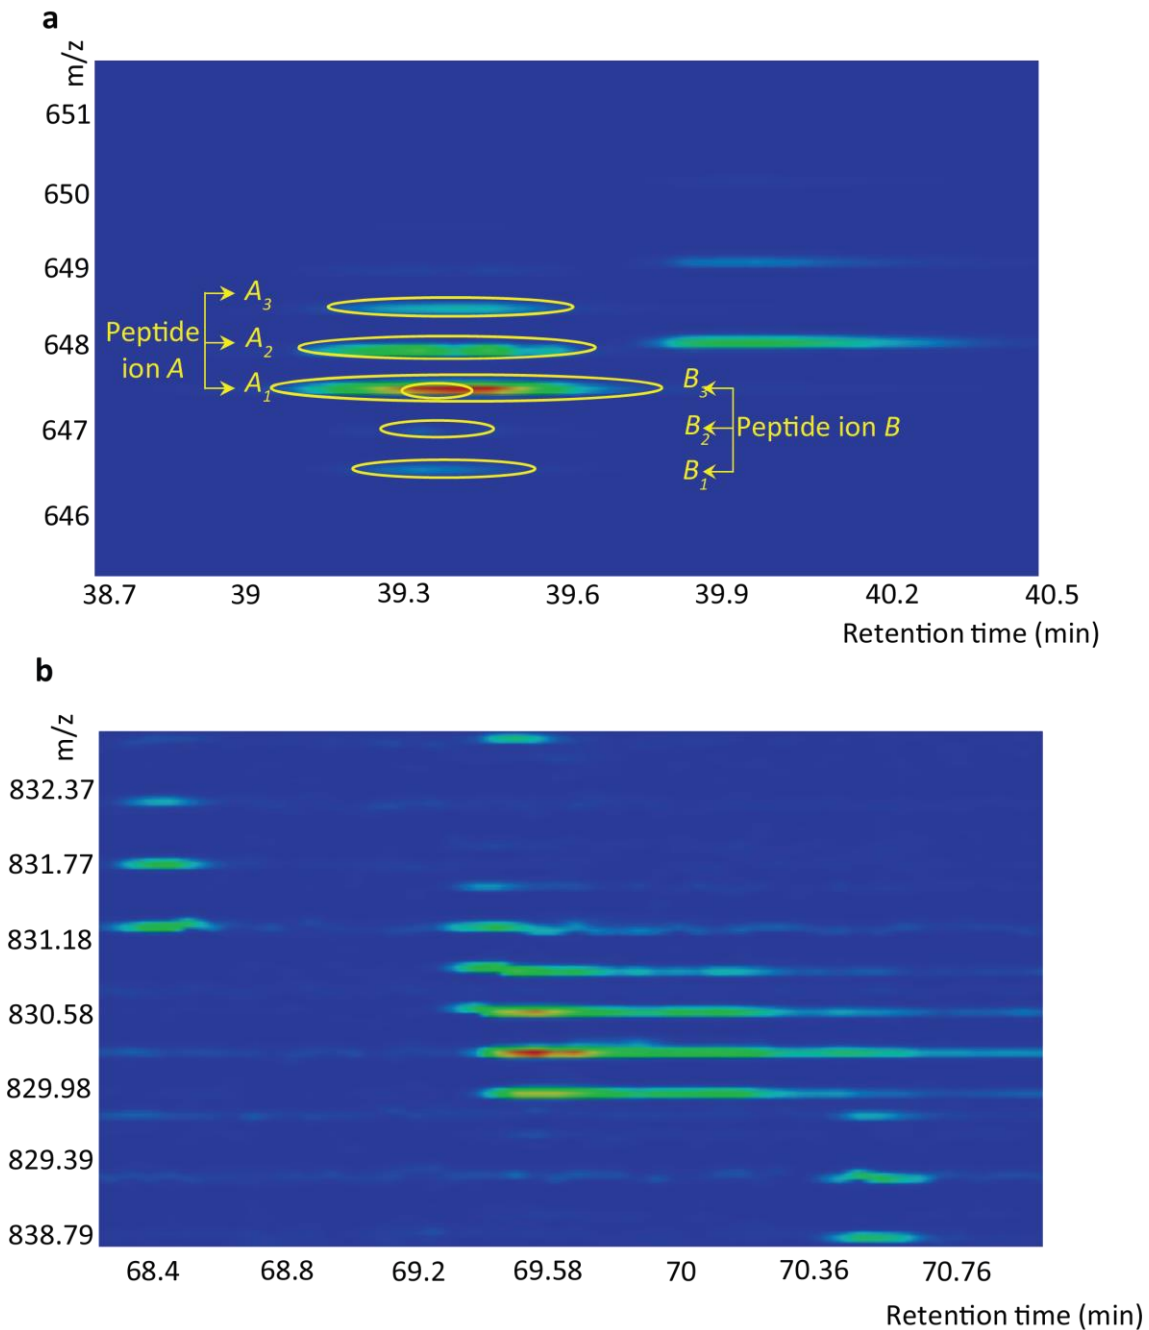 a
m/z
651
650
649
648
647
646
Peptide
ion A
A3
A2
A1
B3
B2
B1
Peptide ion B
38.7 39 39.3 39.6 39.9 40.2 40.5
Retention time (min)
b
m/z
832.37
831.77
831.18
830.58
829.98
829.39
838.79
68.4 68.8 69.2 69.58 70 70.36 70.76
Retention time (min)